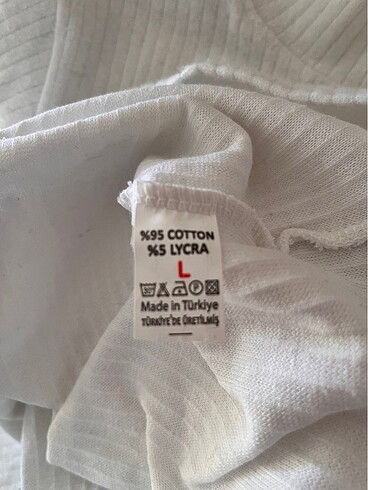 %95 COTTON
%5 LYCRA
L
Made in Türkiye
TÜRKİYE'DE ÜRETİLMİŞ